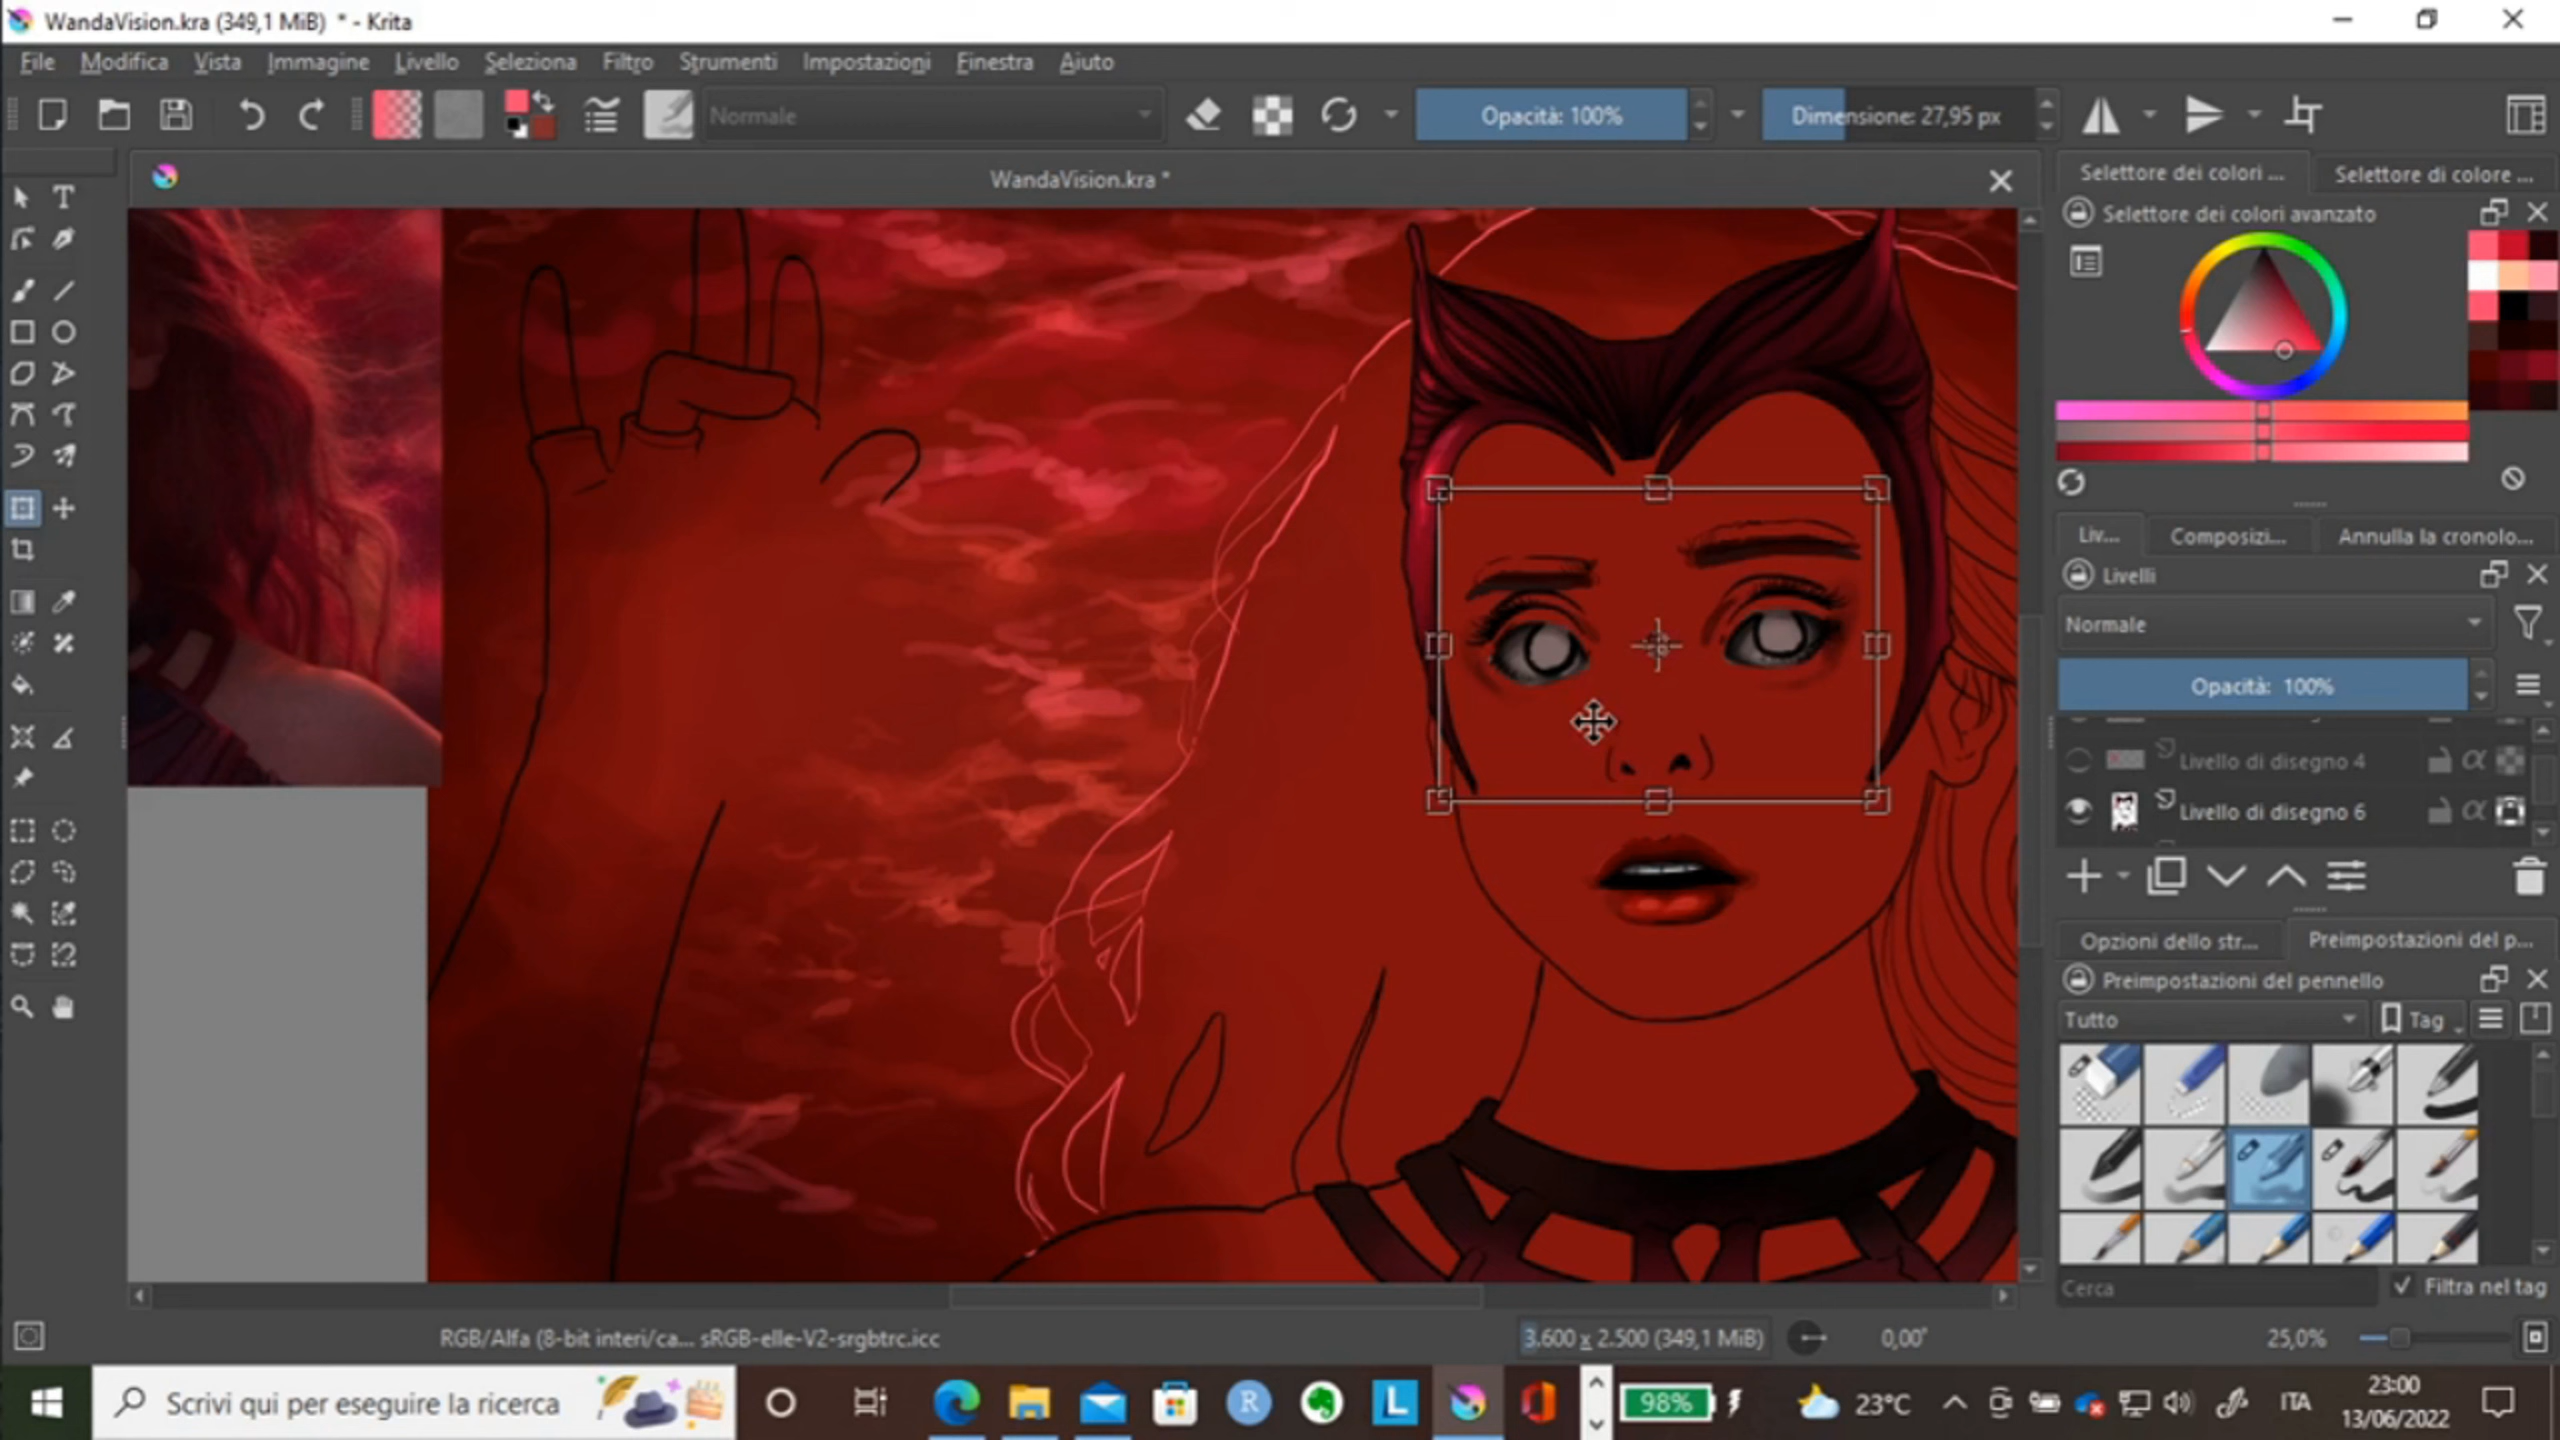 WandaVision.kra (349,1 MiB) * - Krita
File Modifica Vista Immagine Livello Seleziona Filtro Strumenti Impostazioni Finestra Aiuto
Normale Opacità: 100% Dimensione: 27,95 px
WandaVision.kra *
Selettore dei colori ... Selettore di colore ...
Selettore dei colori avanzato
Liv... Composizi... Annulla la cronolo...
Livelli
Normale
Opacità: 100%
Livello di disegno 4
Livello di disegno 6
Opzioni dello str... Preimpostazioni del p...
Preimpostazioni del pennello
Tutto Tag
Cerca Filtra nel tag
RGB/Alfa (8-bit interi/ca... sRGB-elle-V2-srgbtrc.icc 3.600 x 2.500 (349,1 MiB) 0,00° 25,0%
Scrivi qui per eseguire la ricerca R L 98% 23°C ITA 23:00
13/06/2022